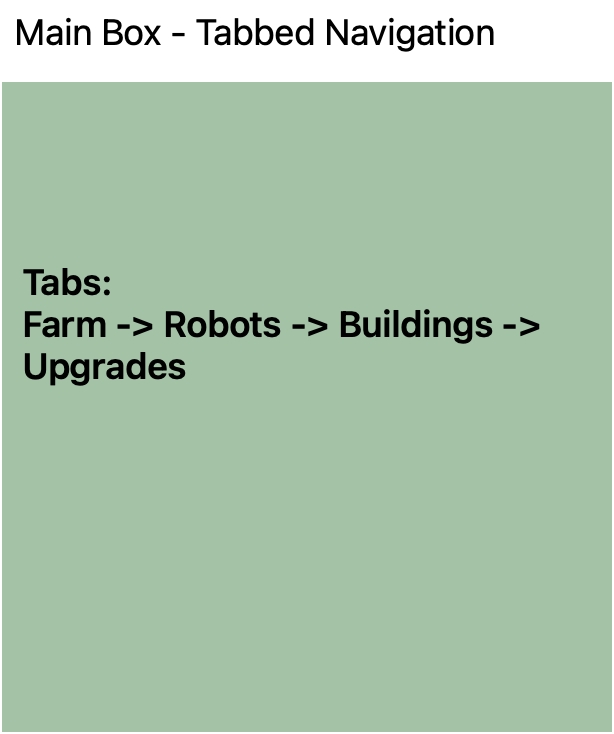 Main Box - Tabbed Navigation
Tabs:
Farm -> Robots -> Buildings ->
Upgrades